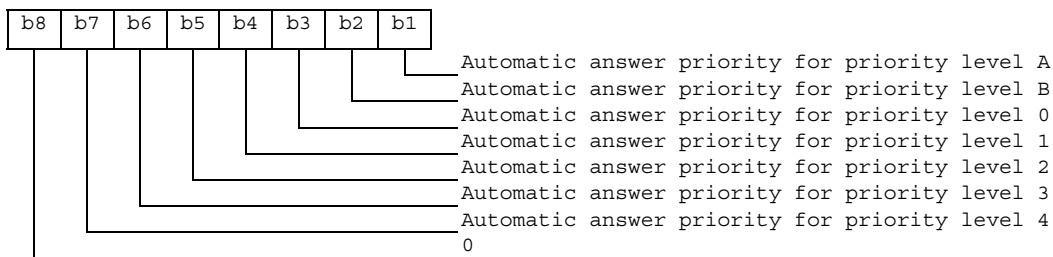 b8 b7 b6 b5 b4 b3 b2 b1
Automatic answer priority for priority level A
Automatic answer priority for priority level B
Automatic answer priority for priority level 0
Automatic answer priority for priority level 1
Automatic answer priority for priority level 2
Automatic answer priority for priority level 3
Automatic answer priority for priority level 4
0